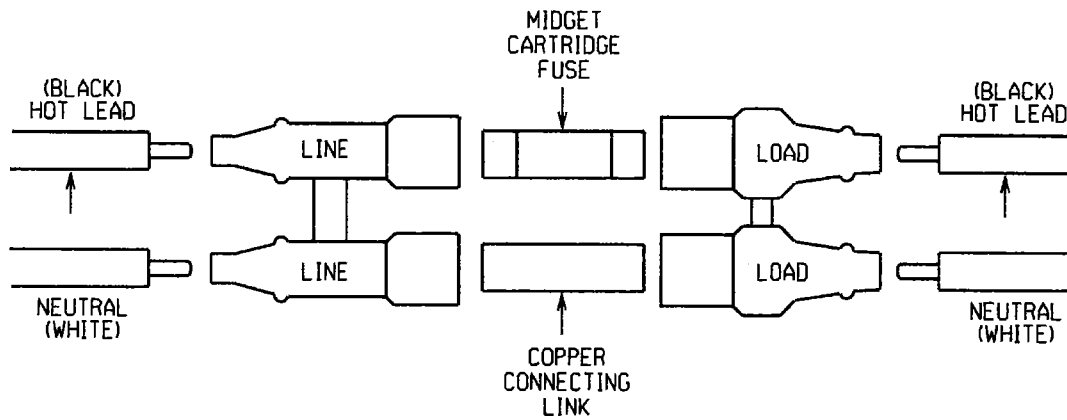 MIDGET
CARTRIDGE
FUSE
(BLACK)
HOT LEAD
(BLACK)
HOT LEAD
LINE
LOAD
LINE
LOAD
NEUTRAL
(WHITE)
NEUTRAL
(WHITE)
COPPER
CONNECTING
LINK